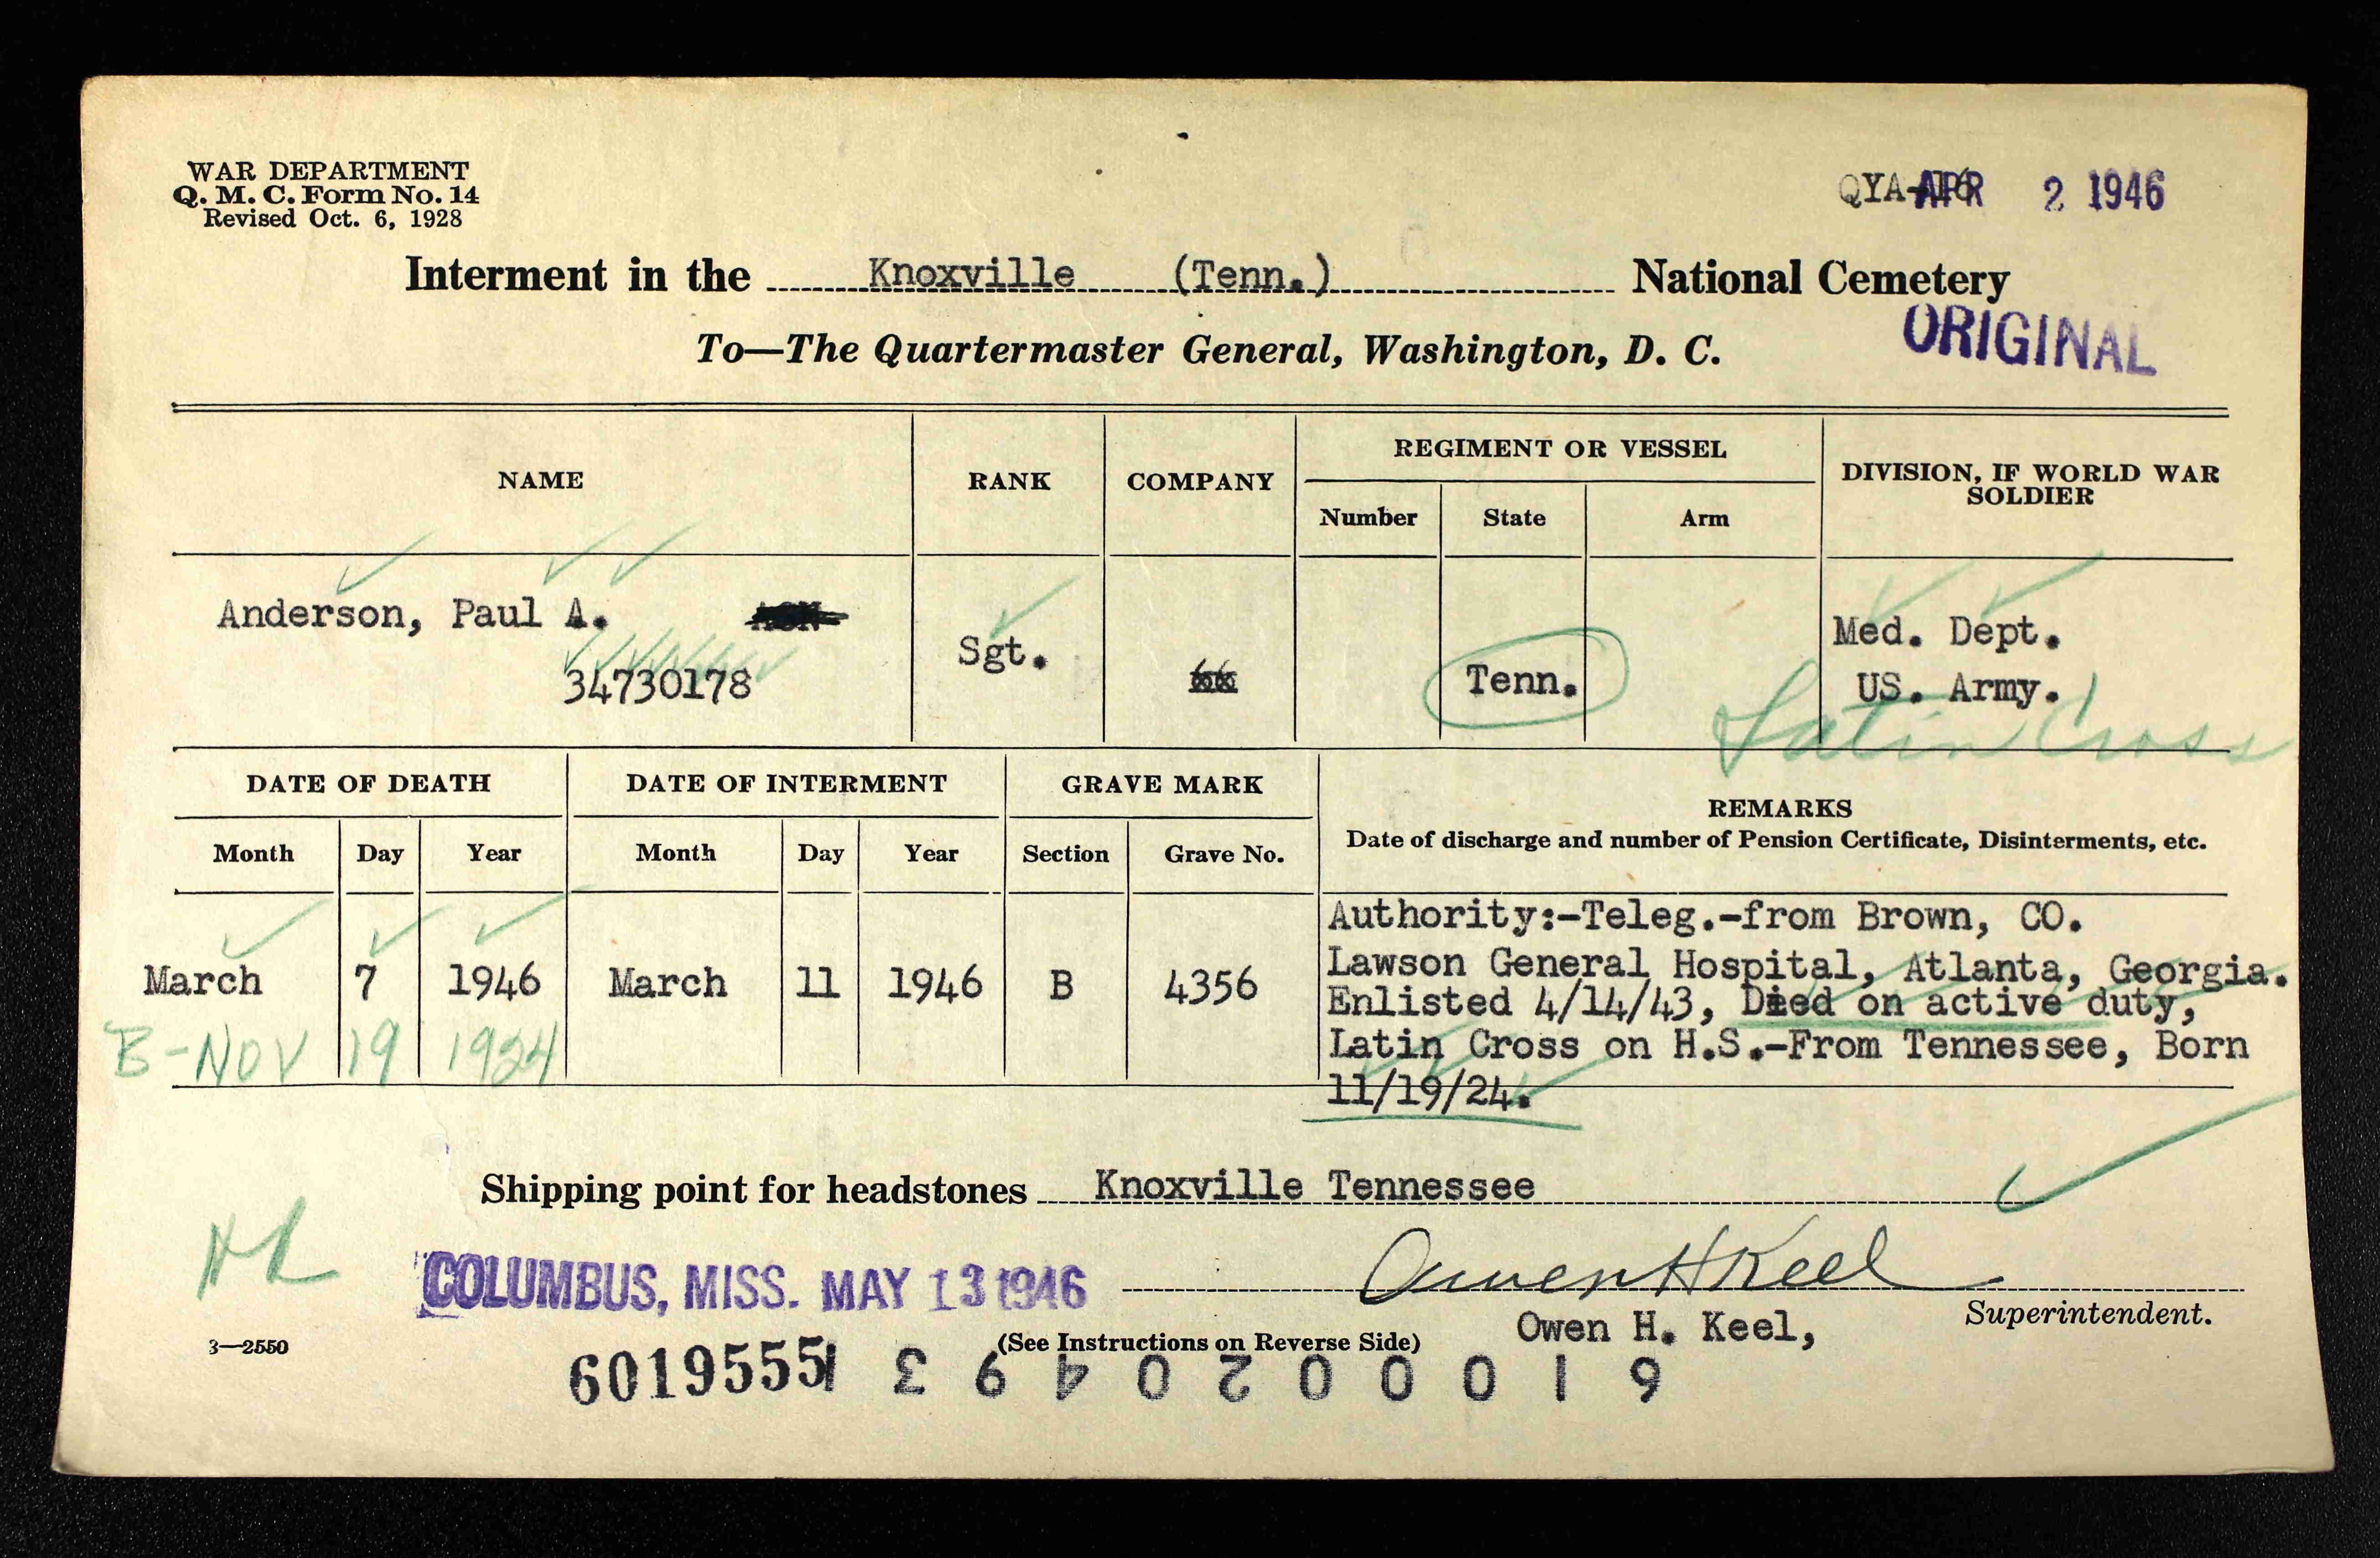 WAR DEPARTMENT
Q. M. C. Form No. 14
Revised Oct. 6, 1928
APR 2 1946
Interment in the Knoxville (Tenn.) National Cemetery
ORIGINAL
To—The Quartermaster General, Washington, D. C.
NAME
RANK
COMPANY
REGIMENT OR VESSEL
Number
State
Arm
DIVISION, IF WORLD WAR
SOLDIER
Anderson, Paul A.
34730178
Sgt.
Tenn.
Med. Dept.
US. Army.
Latin Cross
DATE OF DEATH
DATE OF INTERMENT
GRAVE MARK
REMARKS
Date of discharge and number of Pension Certificate, Disinterments, etc.
Month Day Year Month Day Year Section Grave No.
March 7 1946 March 11 1946 B 4356
B-NOV 19 1924
Authority:-Teleg.-from Brown, CO.
Lawson General Hospital, Atlanta, Georgia.
Enlisted 4/14/43, Died on active duty,
Latin Cross on H.S.-From Tennessee, Born
11/19/24.
Shipping point for headstones Knoxville Tennessee
COLUMBUS, MISS. MAY 13 1946
Owen H Keel
Owen H. Keel,
Superintendent.
3—2550
(See Instructions on Reverse Side)
6019555
6 1 0 0 0 2 0 4 9 3 1